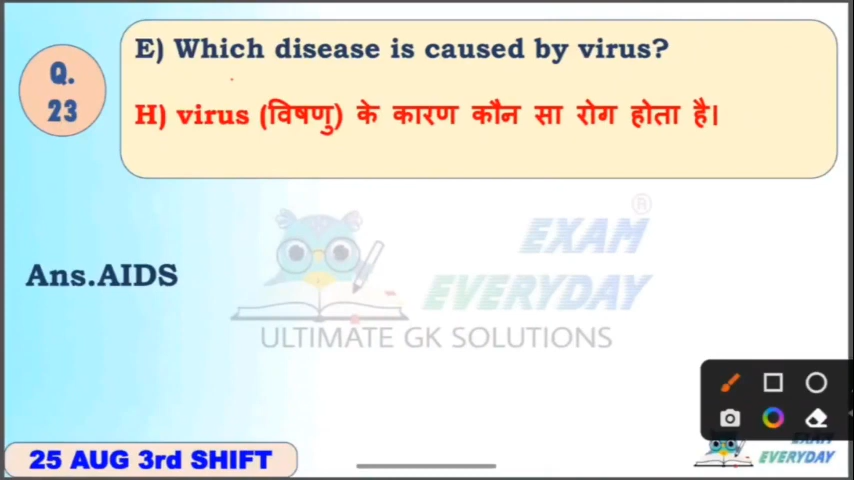 Q.
23
E) Which disease is caused by virus?
H) virus (विषणु) के कारण कौन सा रोग होता है।
®
EXAM
EVERYDAY
ULTIMATE GK SOLUTIONS
Ans.AIDS
25 AUG 3rd SHIFT
EXAM
EVERYDAY